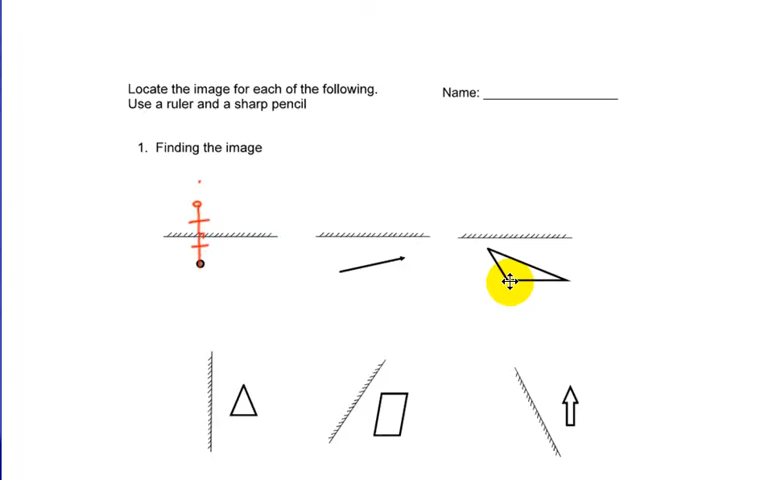 Locate the image for each of the following.
Use a ruler and a sharp pencil
Name:
1. Finding the image